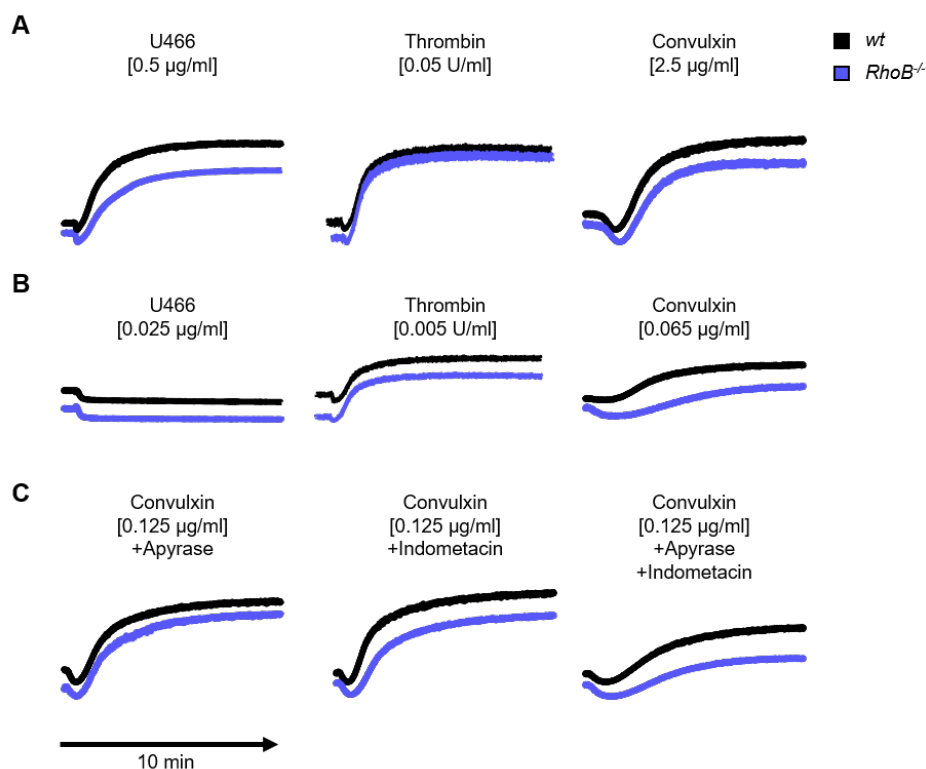 A
U466
[0.5 µg/ml]
Thrombin
[0.05 U/ml]
Convulxin
[2.5 µg/ml]
wt
RhoB-/-
B
U466
[0.025 µg/ml]
Thrombin
[0.005 U/ml]
Convulxin
[0.065 µg/ml]
C
Convulxin
[0.125 µg/ml]
+Apyrase
Convulxin
[0.125 µg/ml]
+Indometacin
Convulxin
[0.125 µg/ml]
+Apyrase
+Indometacin
10 min